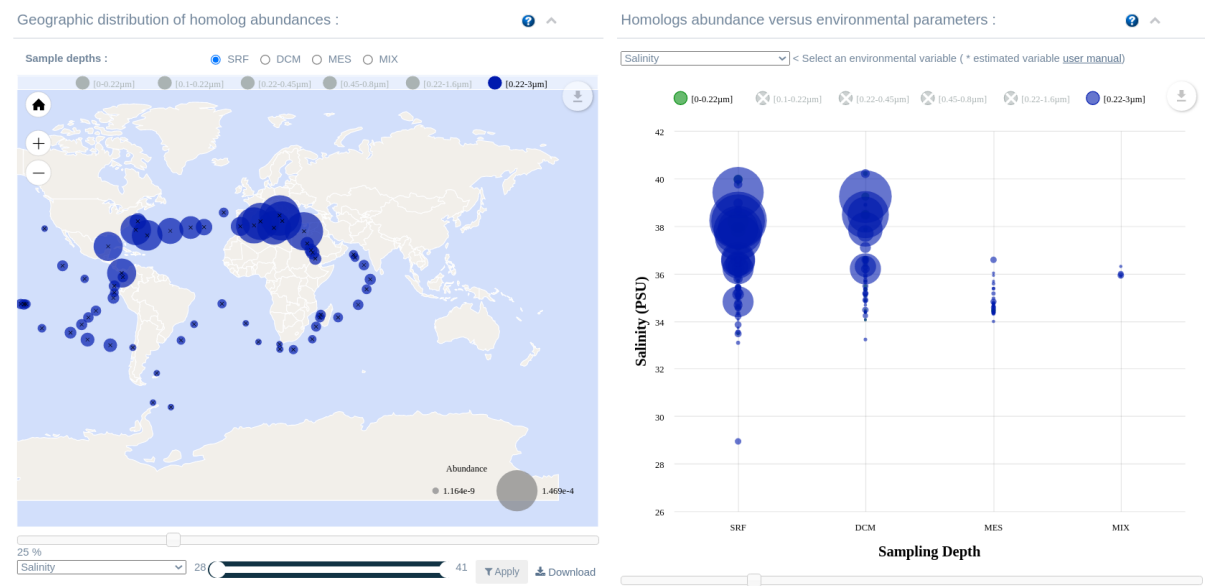 Geographic distribution of homolog abundances :
?
Sample depths :
SRF DCM MES MIX
[0-0.22µm] [0.1-0.22µm] [0.22-0.45µm] [0.45-0.8µm] [0.22-1.6µm] [0.22-3µm]
Abundance
1.164e-9 1.469e-4
25 %
Salinity 28 41 Apply Download
Homologs abundance versus environmental parameters :
?
Salinity < Select an environmental variable ( * estimated variable user manual)
[0-0.22µm] [0.1-0.22µm] [0.22-0.45µm] [0.45-0.8µm] [0.22-1.6µm] [0.22-3µm]
Salinity (PSU)
42
40
38
36
34
32
30
28
26
SRF DCM MES MIX
Sampling Depth